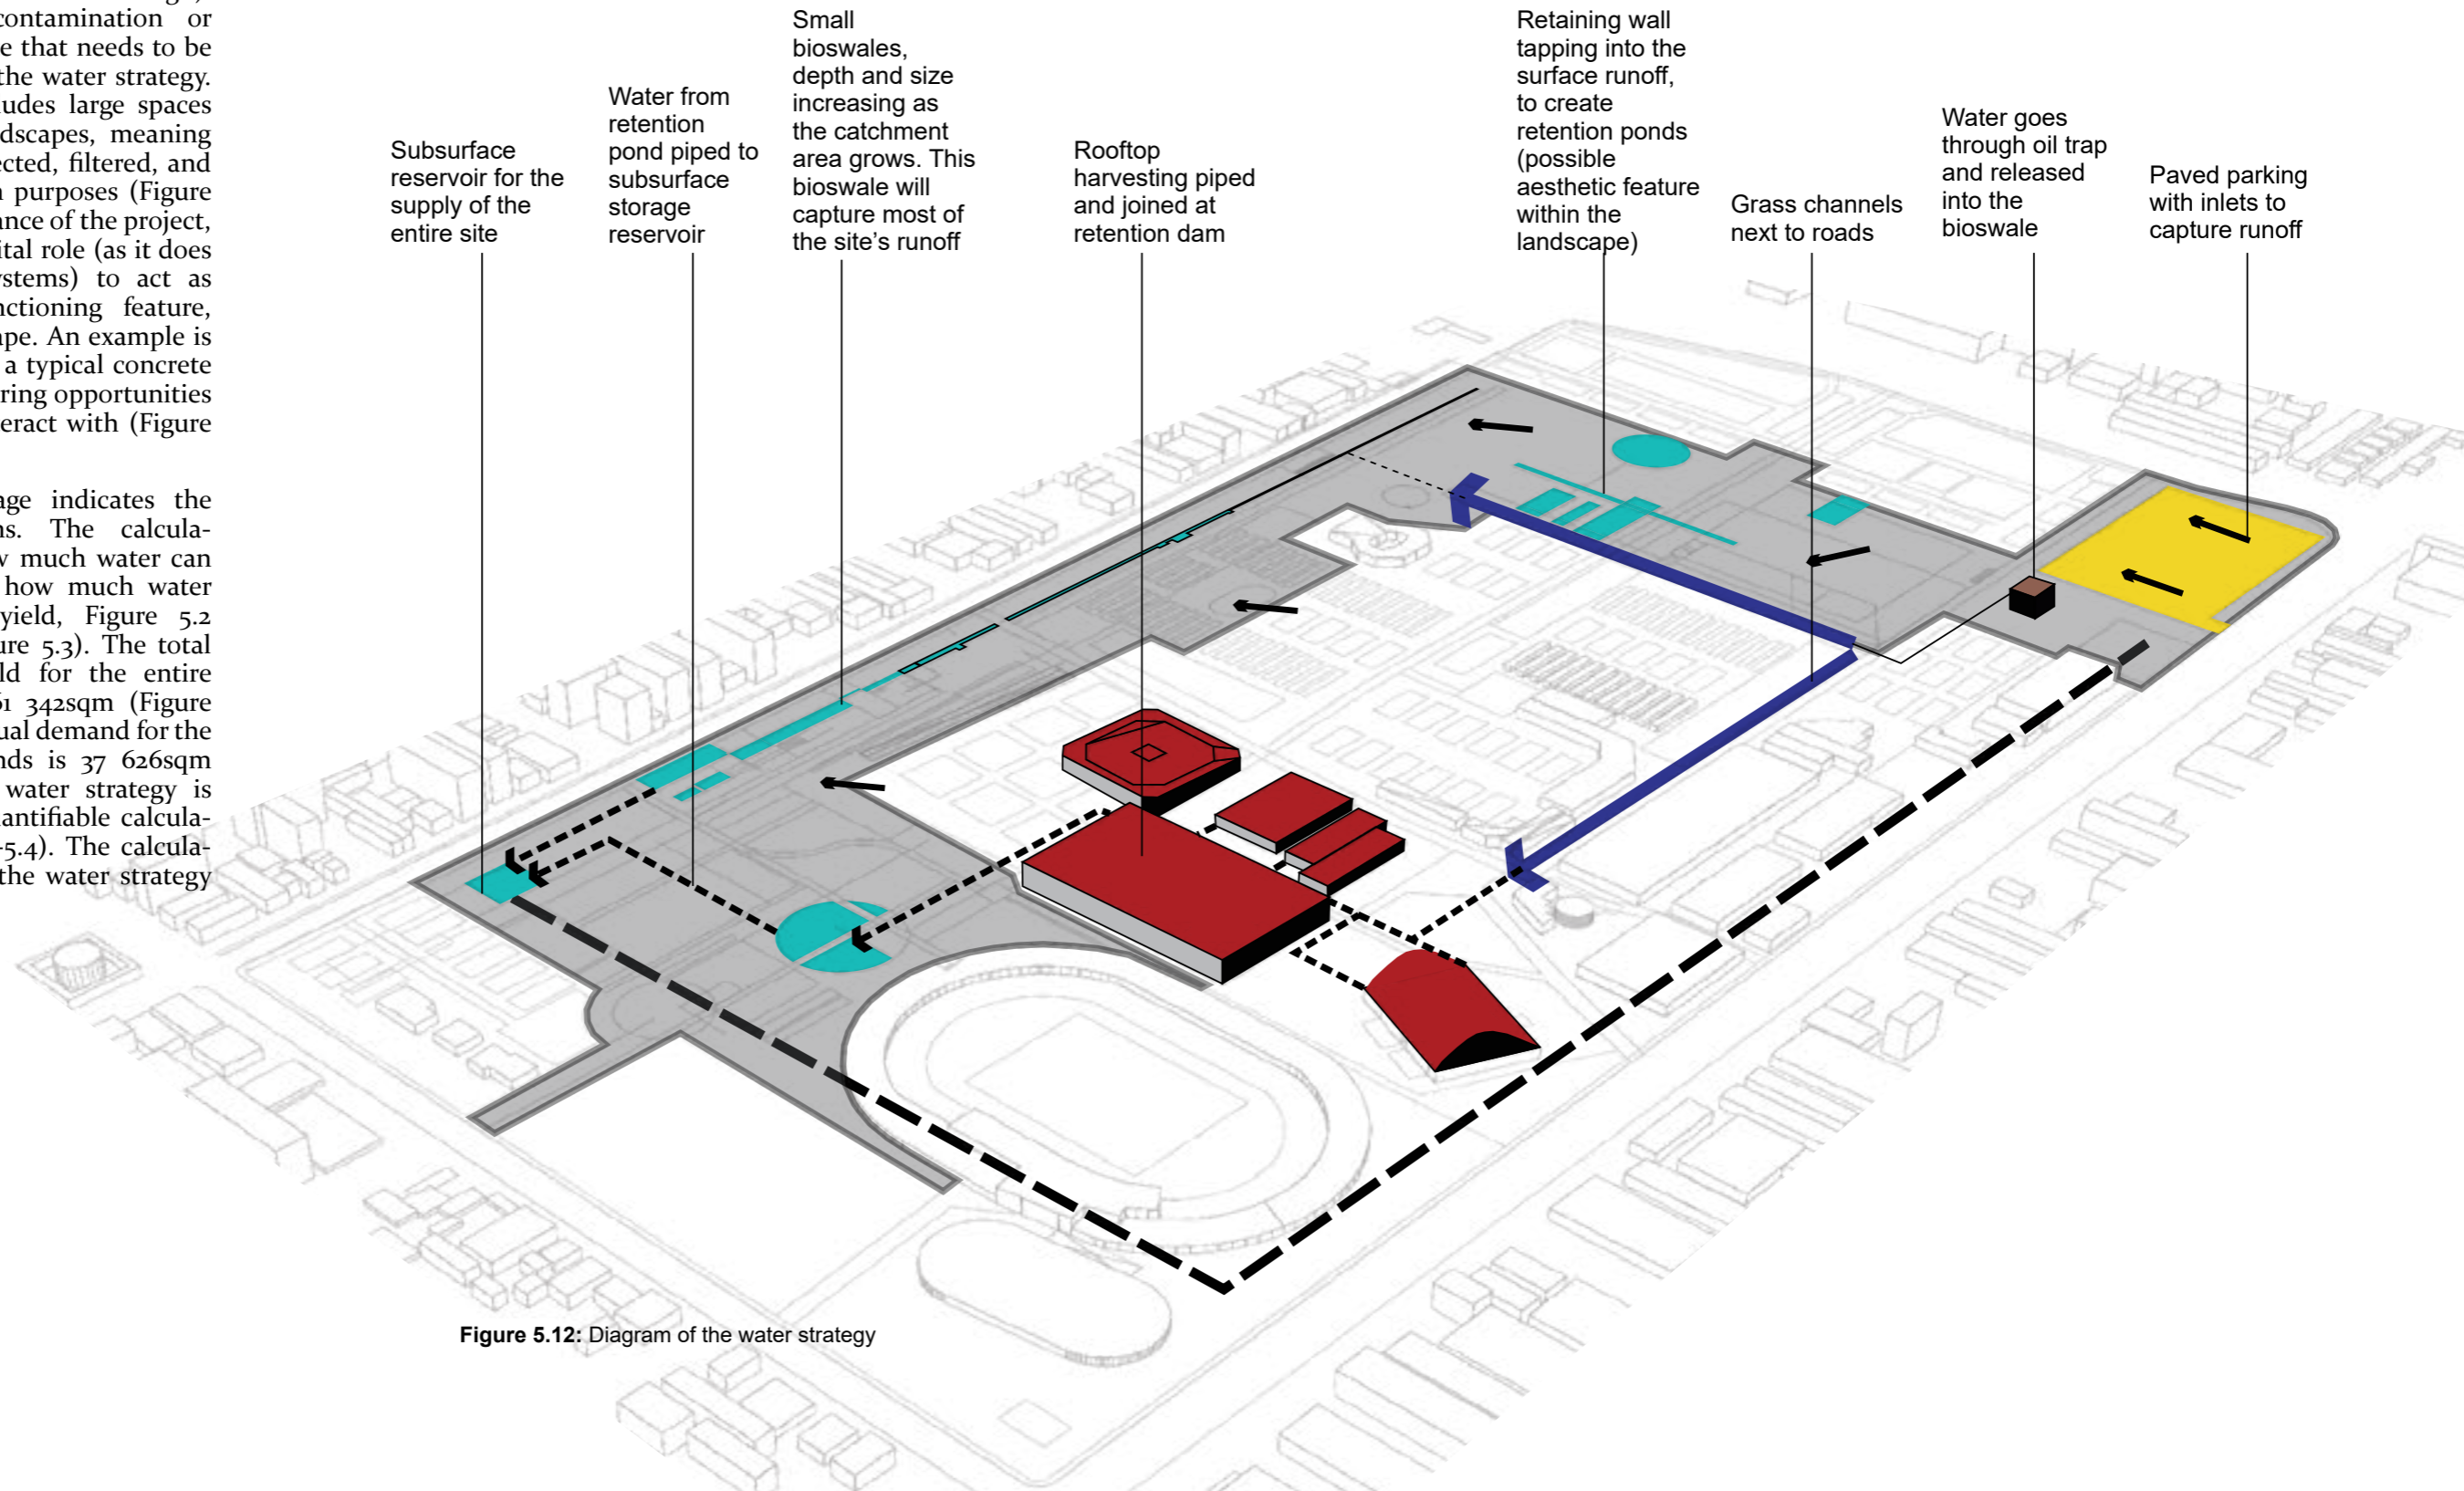 contamination or
e that needs to be
the water strategy.
ludes large spaces
dscapes, meaning
ected, filtered, and
n purposes (Figure
ance of the project,
ital role (as it does
ystems) to act as
nctioning feature,
ape. An example is
a typical concrete
ring opportunities
eract with (Figure
age indicates the
ns. The calcula-
w much water can
how much water
yield, Figure 5.2
ure 5.3). The total
ld for the entire
61 342sqm (Figure
ual demand for the
nds is 37 626sqm
water strategy is
antifiable calcula-
-5.4). The calcula-
the water strategy
Subsurface
reservoir for the
supply of the
entire site
Water from
retention
pond piped to
subsurface
storage
reservoir
Small
bioswales,
depth and size
increasing as
the catchment
area grows. This
bioswale will
capture most of
the site's runoff
Rooftop
harvesting piped
and joined at
retention dam
Retaining wall
tapping into the
surface runoff,
to create
retention ponds
(possible
aesthetic feature
within the
landscape)
Grass channels
next to roads
Water goes
through oil trap
and released
into the
bioswale
Paved parking
with inlets to
capture runoff
Figure 5.12: Diagram of the water strategy